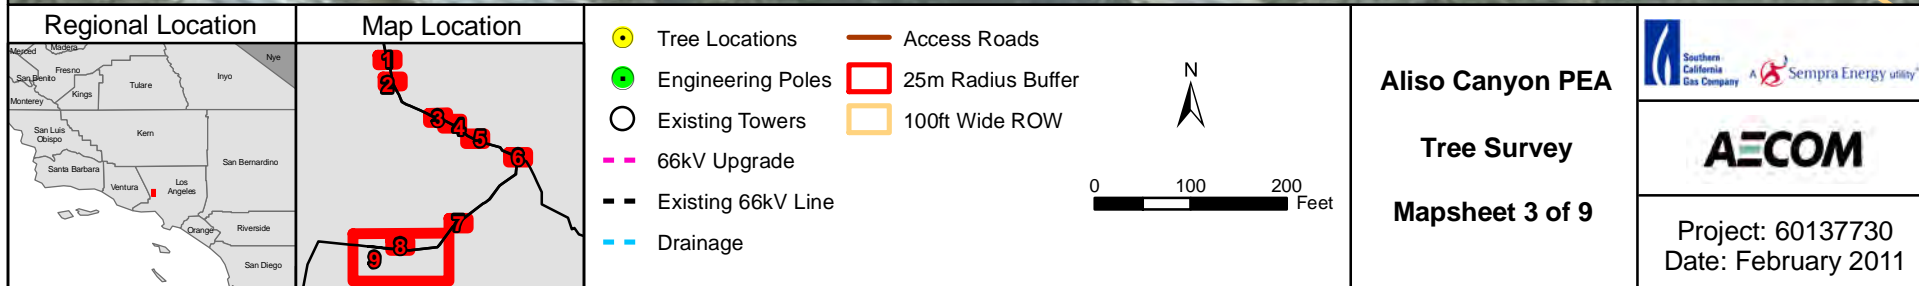 Regional Location
Merced
Madera
Nye
Fresno
Inyo
San Benito
Tulare
Kings
Monterey
San Luis
Obispo
Kern
San Bernardino
Santa Barbara
Ventura
Los
Angeles
Orange
Riverside
San Diego
Map Location
1
2
3
4
5
6
7
8
9
Tree Locations
Engineering Poles
Existing Towers
66kV Upgrade
Existing 66kV Line
Drainage
Access Roads
25m Radius Buffer
100ft Wide ROW
N
0 100 200
Feet
Aliso Canyon PEA
Tree Survey
Mapsheet 3 of 9
Southern
California
Gas Company
A Sempra Energy utility
AECOM
Project: 60137730
Date: February 2011